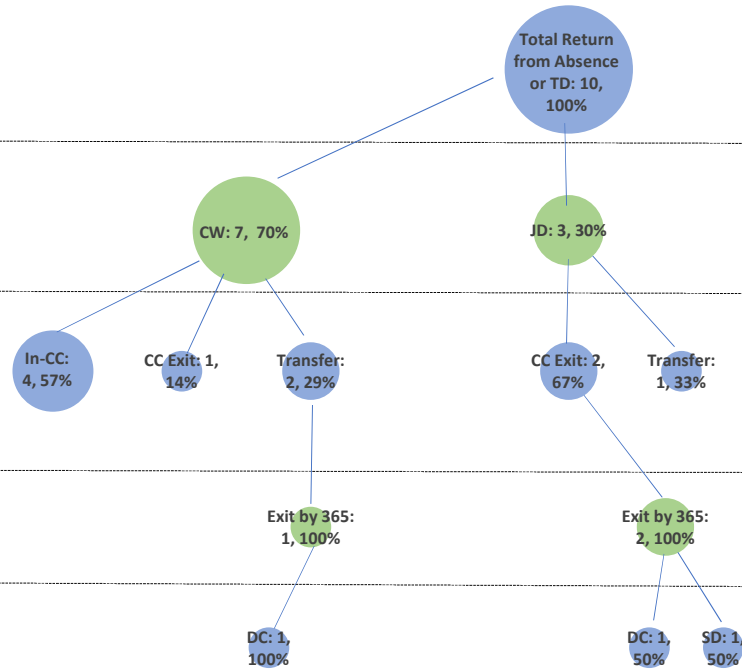 Total Return
from Absence
or TD: 10,
100%
CW: 7, 70%
JD: 3, 30%
In-CC:
4, 57%
CC Exit: 1,
14%
Transfer:
2, 29%
CC Exit: 2,
67%
Transfer:
1, 33%
Exit by 365:
1, 100%
Exit by 365:
2, 100%
DC: 1,
100%
DC: 1,
50%
SD: 1,
50%